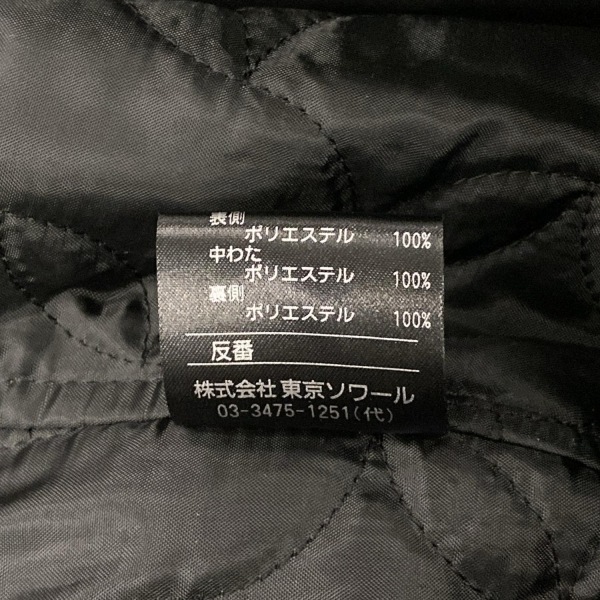 裏側
ポリエステル 100%
中わた
ポリエステル 100%
裏側
ポリエステル 100%
反番
株式会社 東京ソワール
03-3475-1251(代)